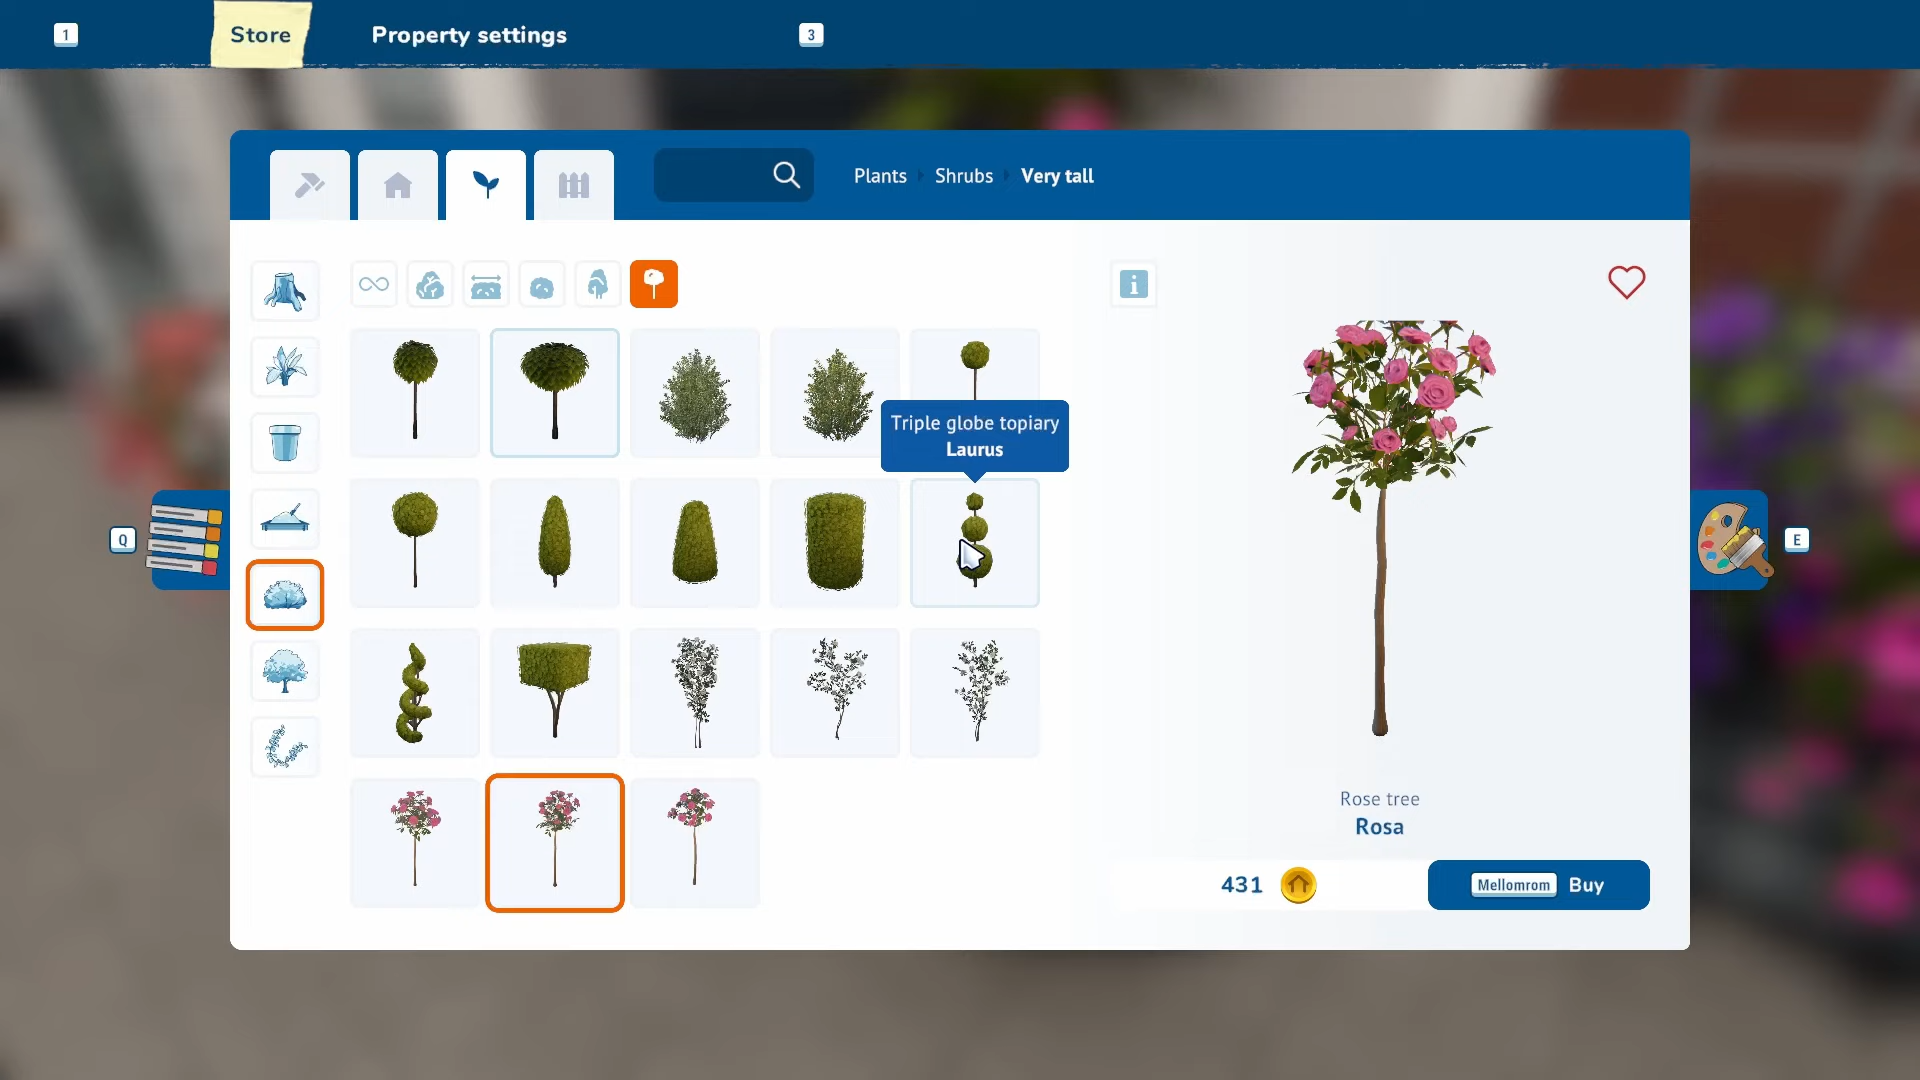 1
Store
Property settings
3
Plants
Shrubs
Very tall
i
Triple globe topiary
Laurus
Q
E
Rose tree
Rosa
431
Mellomrom
Buy